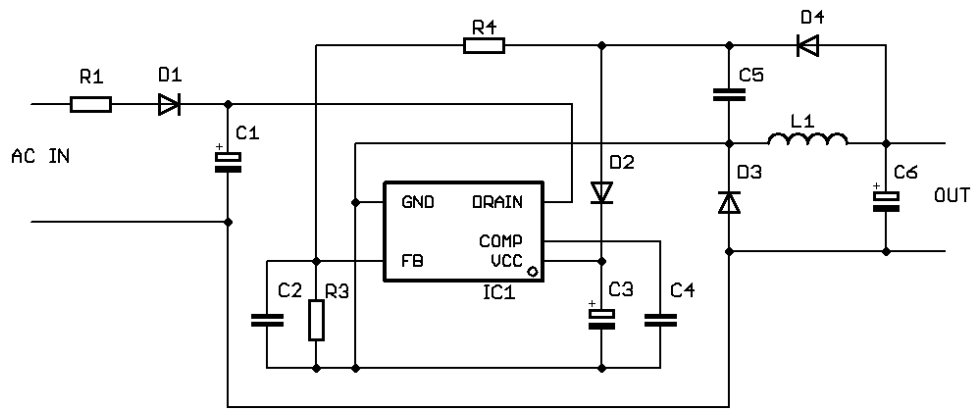 R4
D4
R1
D1
C5
C1
L1
AC IN
D2
D3
C6
OUT
GND
DRAIN
COMP
FB
VCC
C2
R3
IC1
C3
C4
+
+
+